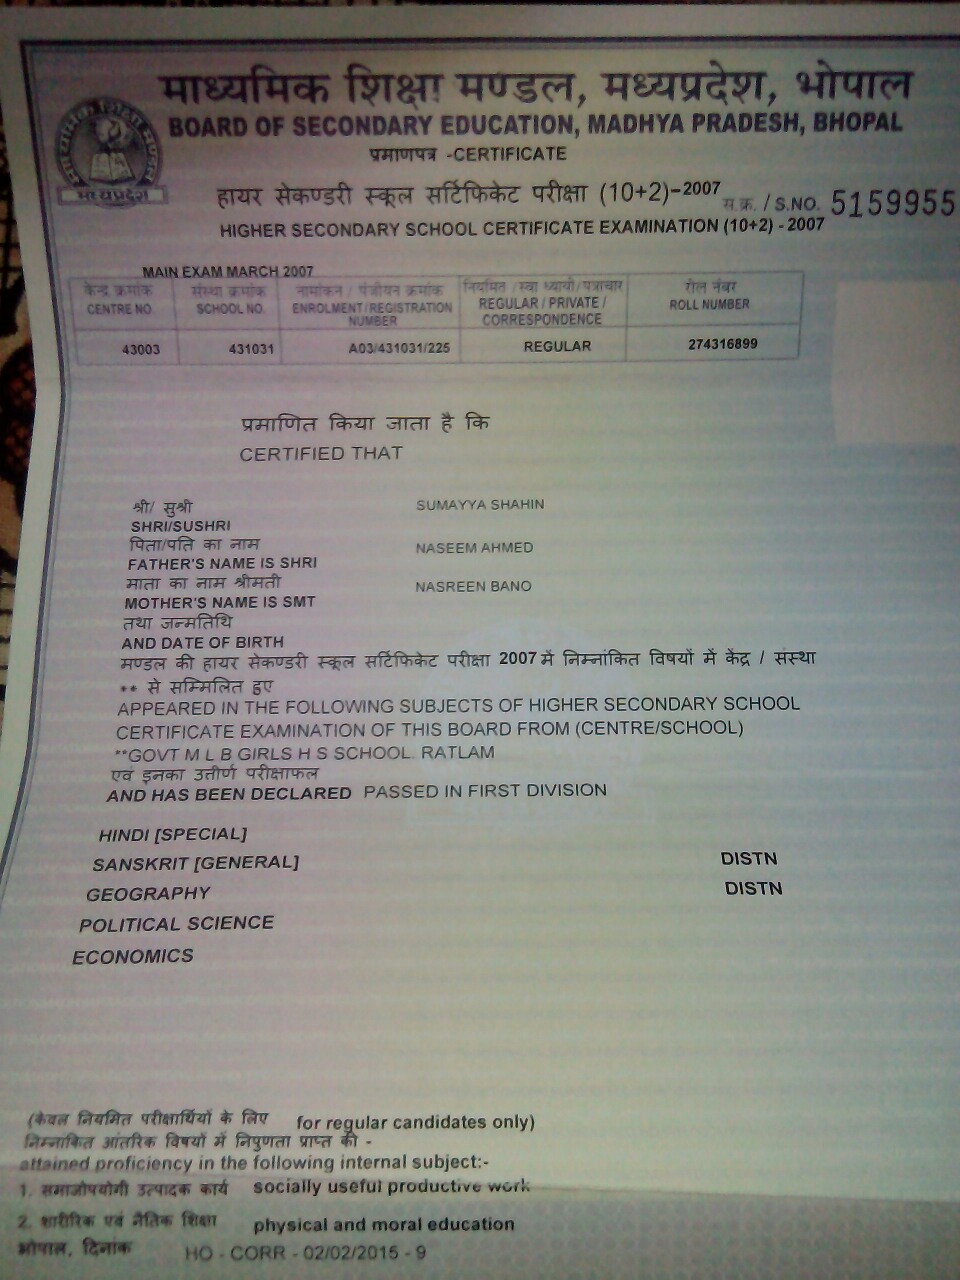 माध्यमिक शिक्षा मण्डल, मध्यप्रदेश, भोपाल
BOARD OF SECONDARY EDUCATION, MADHYA PRADESH, BHOPAL
मध्यप्रदेश
प्रमाणपत्र -CERTIFICATE
हायर सेकण्डरी स्कूल सर्टिफिकेट परीक्षा (10+2)-2007
स.क्र. / S.NO. 5159955
HIGHER SECONDARY SCHOOL CERTIFICATE EXAMINATION (10+2) - 2007
MAIN EXAM MARCH 2007
केन्द्र क्रमांक संस्था क्रमांक नामांकन / पंजीयन क्रमांक नियमित /स्वा ध्यायी/पत्राचार रोल नंबर
CENTRE NO. SCHOOL NO. ENROLMENT/REGISTRATION NUMBER REGULAR / PRIVATE / CORRESPONDENCE ROLL NUMBER
43003 431031 A03/431031/225 REGULAR 274316899
प्रमाणित किया जाता है कि
CERTIFIED THAT
श्री/ सुश्री SUMAYYA SHAHIN
SHRI/SUSHRI
पिता/पति का नाम NASEEM AHMED
FATHER'S NAME IS SHRI
माता का नाम श्रीमती NASREEN BANO
MOTHER'S NAME IS SMT
तथा जन्मतिथि
AND DATE OF BIRTH
मण्डल की हायर सेकण्डरी स्कूल सर्टिफिकेट परीक्षा 2007 में निम्नांकित विषयों में केंद्र / संस्था
** से सम्मिलित हुए
APPEARED IN THE FOLLOWING SUBJECTS OF HIGHER SECONDARY SCHOOL
CERTIFICATE EXAMINATION OF THIS BOARD FROM (CENTRE/SCHOOL)
**GOVT M L B GIRLS H S SCHOOL. RATLAM
एवं इनका उतीर्ण परीक्षाफल
AND HAS BEEN DECLARED PASSED IN FIRST DIVISION
HINDI [SPECIAL]
SANSKRIT [GENERAL] DISTN
GEOGRAPHY DISTN
POLITICAL SCIENCE
ECONOMICS
(केवल नियमित परीक्षार्थियों के लिए for regular candidates only)
निम्नांकित आंतरिक विषयों में निपुणता प्राप्त की -
attained proficiency in the following internal subject:-
1. समाजोपयोगी उत्पादक कार्य socially useful productive work
2. शारीरिक एवं नैतिक शिक्षा physical and moral education
भोपाल, दिनांक HO - CORR - 02/02/2015 - 9